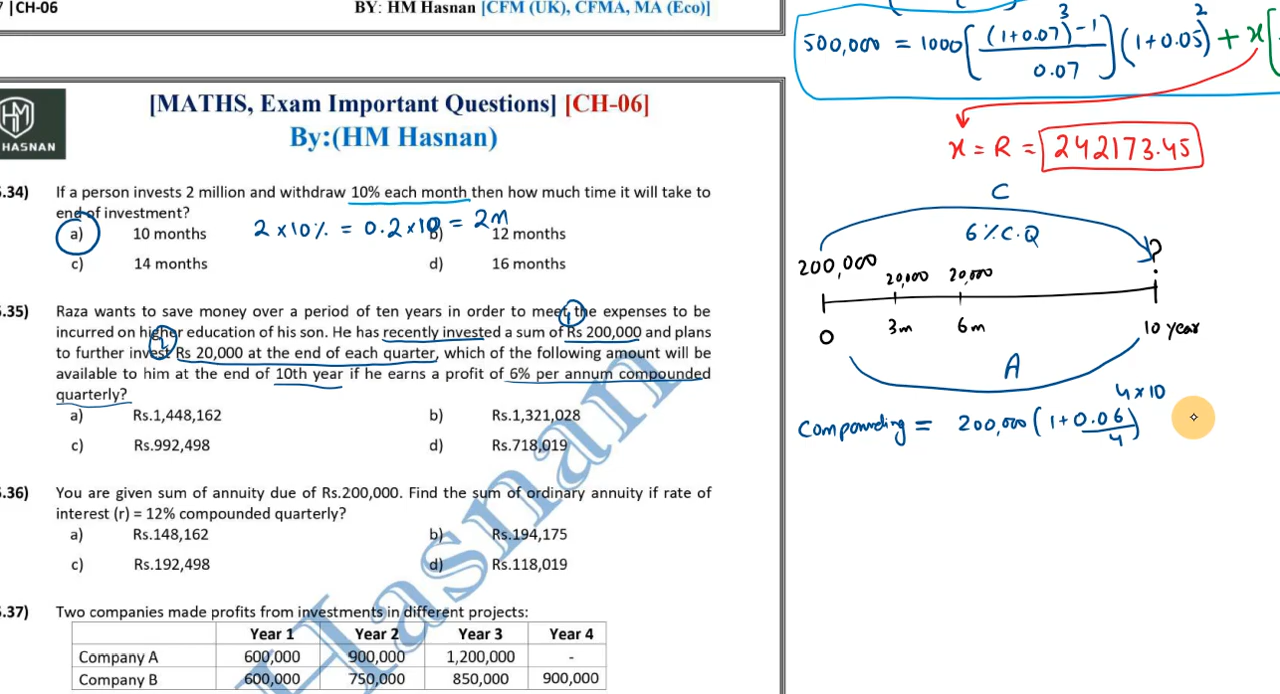 |CH-06
BY: HM Hasnan [CFM (UK), CFMA, MA (Eco)]
HM
HASNAN
[MATHS, Exam Important Questions] [CH-06]
By:(HM Hasnan)
.34) If a person invests 2 million and withdraw 10% each month then how much time it will take to
end of investment?
2 x 10% = 0.2 x 10 = 2m
a) 10 months b) 12 months
c) 14 months d) 16 months
.35) Raza wants to save money over a period of ten years in order to meet the expenses to be
incurred on higher education of his son. He has recently invested a sum of Rs 200,000 and plans
to further invest Rs 20,000 at the end of each quarter, which of the following amount will be
available to him at the end of 10th year if he earns a profit of 6% per annum compounded
quarterly?
1
2
a) Rs.1,448,162 b) Rs.1,321,028
c) Rs.992,498 d) Rs.718,019
.36) You are given sum of annuity due of Rs.200,000. Find the sum of ordinary annuity if rate of
interest (r) = 12% compounded quarterly?
a) Rs.148,162 b) Rs.194,175
c) Rs.192,498 d) Rs.118,019
.37) Two companies made profits from investments in different projects:
Year 1 Year 2 Year 3 Year 4
Company A 600,000 900,000 1,200,000 -
Company B 600,000 750,000 850,000 900,000
Hasnan
500,000 = 1000[((1+0.07)^3-1)/0.07](1+0.05)^2 + x[
x = R = 242173.45
C
6% C.Q
?
200,000 20,000 20,000
0 3m 6m 10 year
A
Compounding = 200,000(1+0.06/4)^4x10